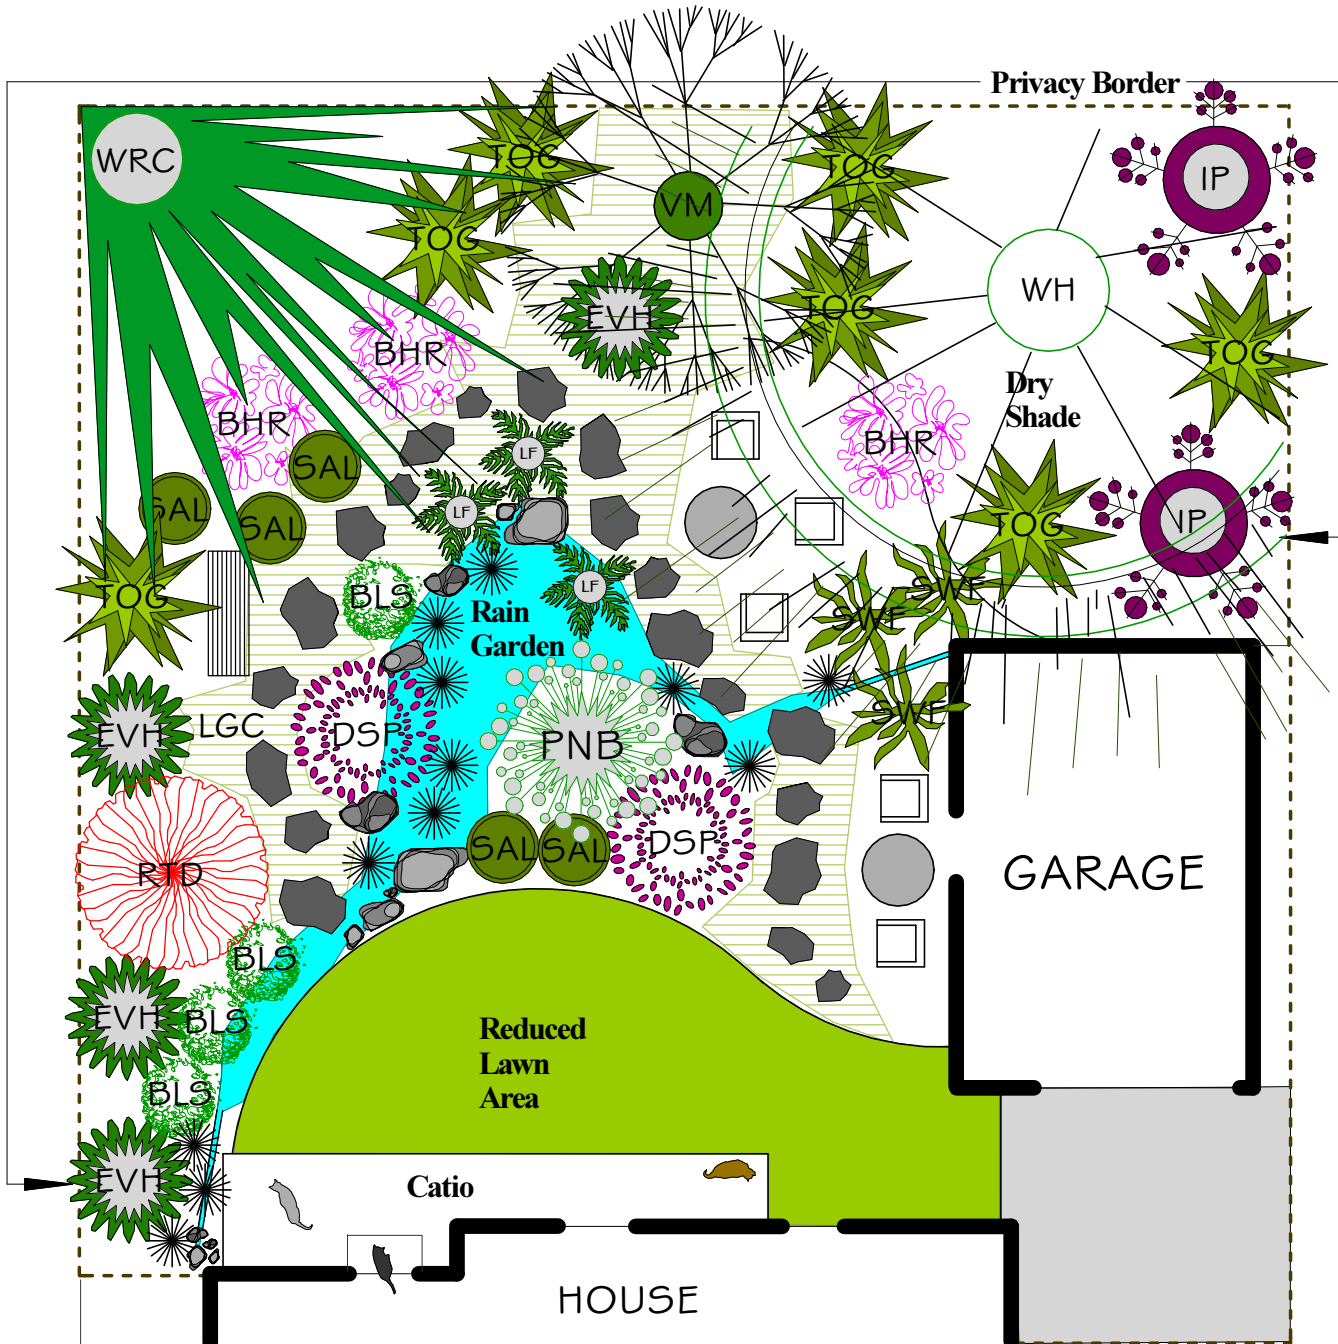 Privacy Border
WRC
TOG
VM
TOG
IP
TOG
WH
EVH
TOG
TOG
BHR
BHR
Dry
Shade
BHR
SAL
LF
SAL
SAL
LF
TOG
IP
TOG
BLS
LF
SWF
SWF
Rain
Garden
SWF
EVH
LGC
DSP
PNB
RTD
SAL
SAL
DSP
GARAGE
BLS
EVH
BLS
Reduced
Lawn
Area
BLS
EVH
Catio
HOUSE